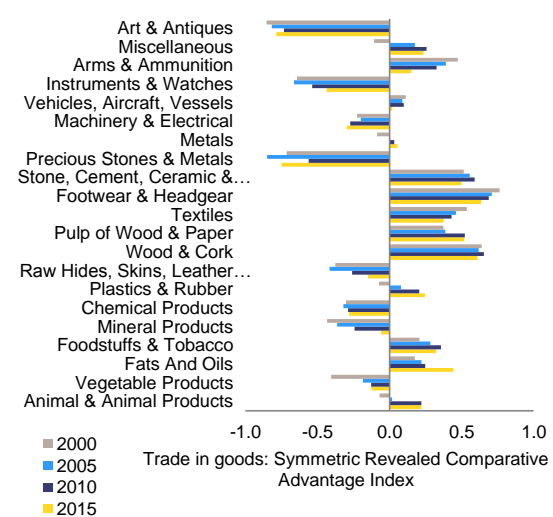 Art & Antiques
Miscellaneous
Arms & Ammunition
Instruments & Watches
Vehicles, Aircraft, Vessels
Machinery & Electrical
Metals
Precious Stones & Metals
Stone, Cement, Ceramic &…
Footwear & Headgear
Textiles
Pulp of Wood & Paper
Wood & Cork
Raw Hides, Skins, Leather…
Plastics & Rubber
Chemical Products
Mineral Products
Foodstuffs & Tobacco
Fats And Oils
Vegetable Products
Animal & Animal Products
-1.0 -0.5 0.0 0.5 1.0
Trade in goods: Symmetric Revealed Comparative
Advantage Index
2000
2005
2010
2015